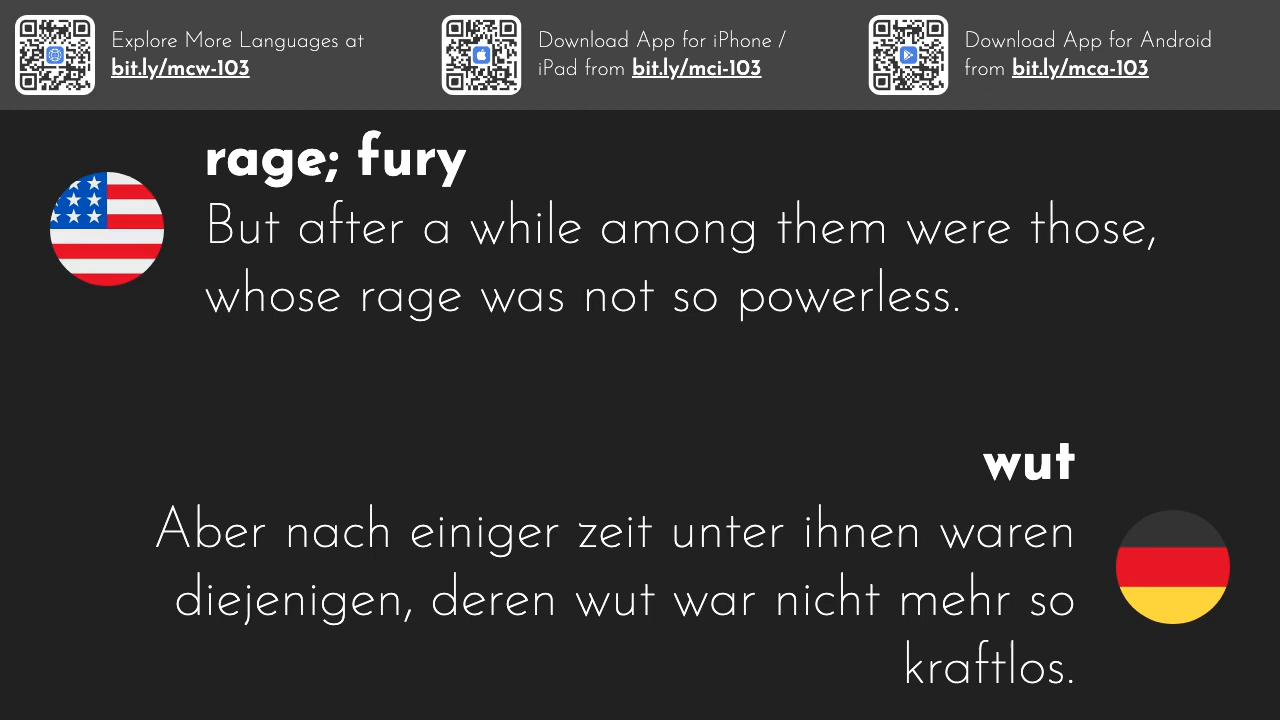 Explore More Languages at
bit.ly/mcw-103
Download App for iPhone /
iPad from bit.ly/mci-103
Download App for Android
from bit.ly/mca-103
rage; fury
But after a while among them were those,
whose rage was not so powerless.
wut
Aber nach einiger zeit unter ihnen waren
diejenigen, deren wut war nicht mehr so
kraftlos.